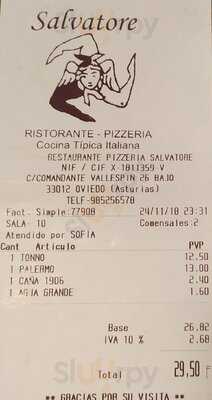 Salvatore
RISTORANTE - PIZZERIA
Cocina Típica Italiana
RESTAURANTE PIZZERIA SALVATORE
NIF / CIF X-1811359-V
C/COMANDANTE VALLESPIN 26 BAJO
33012 OVIEDO (Asturias)
TELF-985256578
Fact. Simple:77908 24/11/18 23:31
SALA: 10 Comensales:2
Atendido por SOFIA
Cant Artículo PVP
1 TONNO 12.50
1 PALERMO 13.00
1 CAÑA 1906 2.40
1 AGUA GRANDE 1.60
Base 26.82
IVA 10 % 2.68
Total 29,50
** GRACIAS POR SU VISITA **